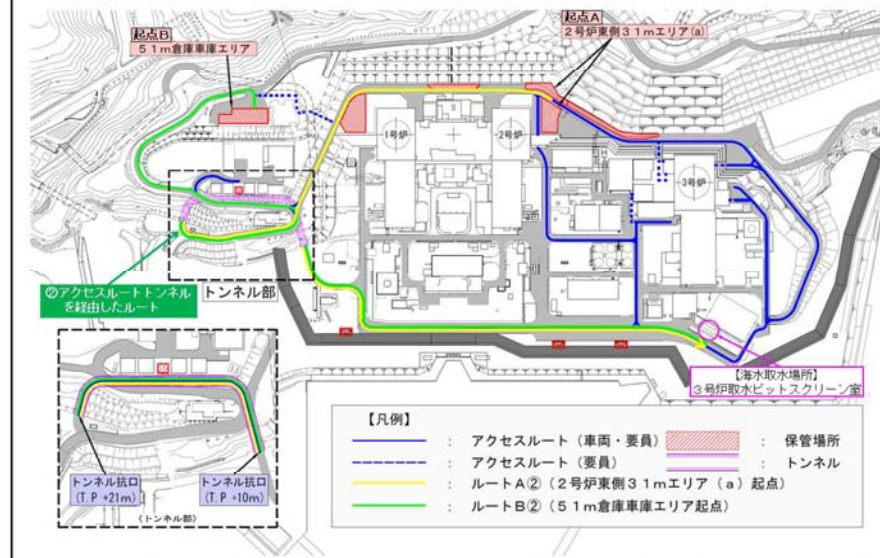 起点B
51m倉庫車庫エリア
起点A
2号炉東側31mエリア(a)
1号炉
2号炉
3号炉
②アクセスルートトンネル
を経由したルート
トンネル部
【海水取水場所】
3号炉取水ピットスクリーン室
トンネル抗口
(T.P +21m)
トンネル抗口
(T.P +10m)
(トンネル部)
【凡例】
: アクセスルート(車両・要員)
: 保管場所
: アクセスルート(要員)
: トンネル
: ルートA②(2号炉東側31mエリア(a)起点)
: ルートB②(51m倉庫車庫エリア起点)